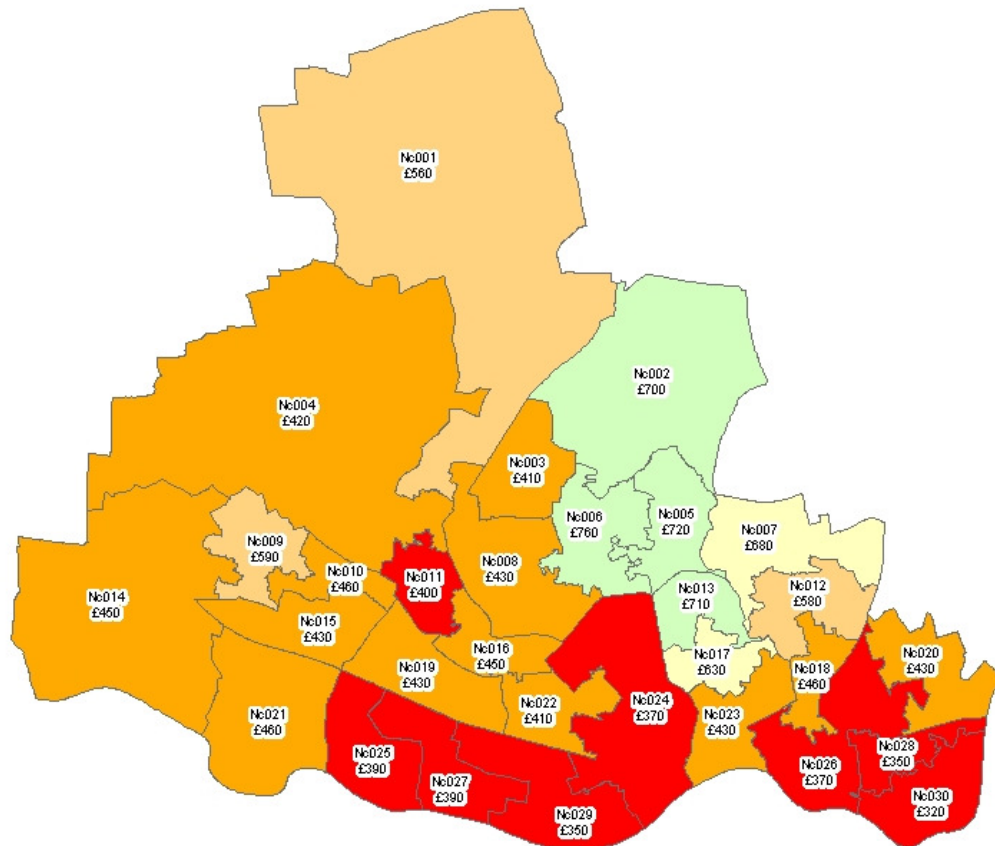 Nc001
£560
Nc002
£700
Nc004
£420
Nc003
£410
Nc005
£720
Nc006
£760
Nc007
£680
Nc009
£590
Nc008
£430
Nc010
£460
Nc011
£400
Nc012
£580
Nc013
£710
Nc014
£450
Nc015
£430
Nc016
£450
Nc017
£630
Nc018
£460
Nc020
£430
Nc019
£430
Nc021
£460
Nc022
£410
Nc024
£370
Nc023
£430
Nc025
£390
Nc026
£370
Nc028
£350
Nc027
£390
Nc029
£350
Nc030
£320